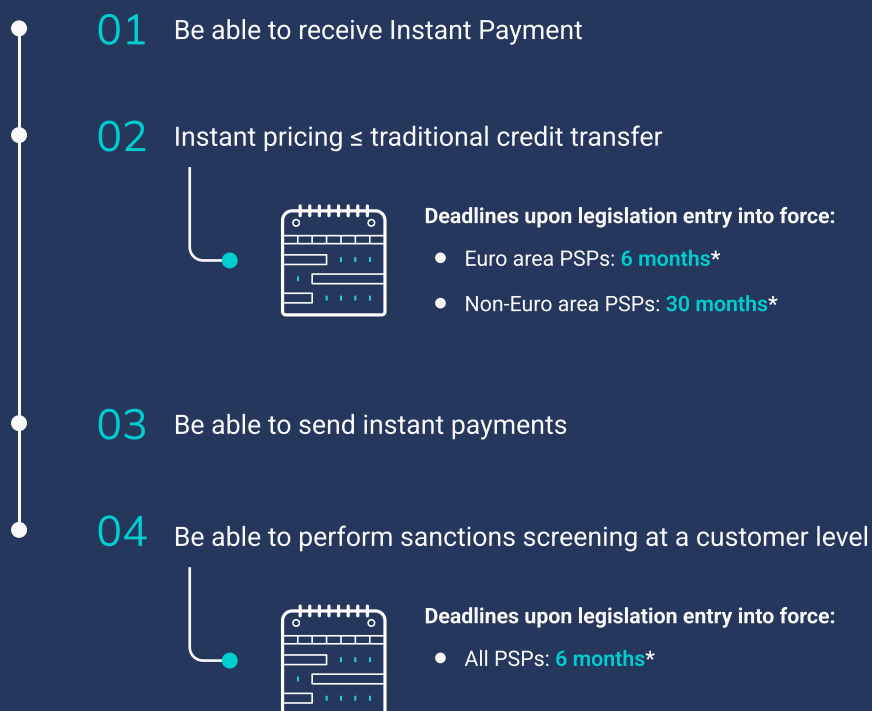 01 Be able to receive Instant Payment
02 Instant pricing ≤ traditional credit transfer
Deadlines upon legislation entry into force:
Euro area PSPs: 6 months*
Non-Euro area PSPs: 30 months*
03 Be able to send instant payments
04 Be able to perform sanctions screening at a customer level
Deadlines upon legislation entry into force:
All PSPs: 6 months*